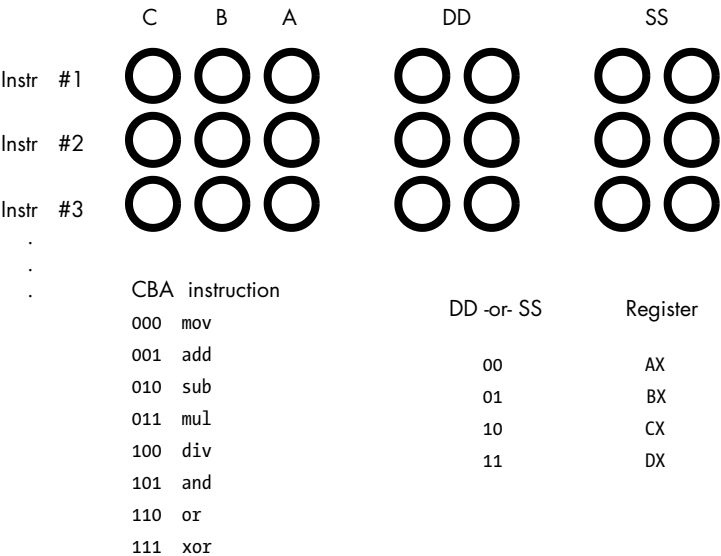 C B A DD SS
Instr #1
Instr #2
Instr #3
.
.
.
CBA instruction
000 mov
001 add
010 sub
011 mul
100 div
101 and
110 or
111 xor
DD -or- SS Register
00 AX
01 BX
10 CX
11 DX